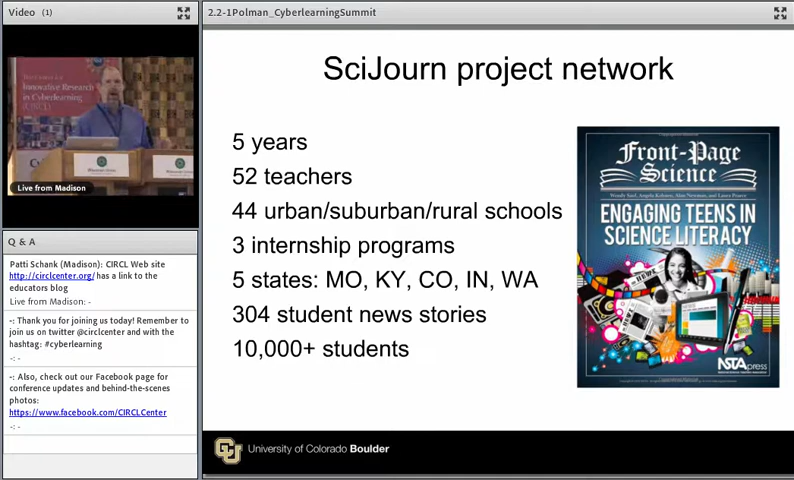 Video (1)
2.2-1Polman_CyberlearningSummit
Innovative Research
in Cyberlearning
(CIRCL)
Live from Madison
Q & A
Patti Schank (Madison): CIRCL Web site
http://circlcenter.org/ has a link to the
educators blog
Live from Madison: -
-: Thank you for joining us today! Remember to
join us on twitter @circlcenter and with the
hashtag: #cyberlearning
-: -
-: Also, check out our Facebook page for
conference updates and behind-the-scenes
photos:
https://www.facebook.com/CIRCLCenter
-: -
SciJourn project network
5 years
52 teachers
44 urban/suburban/rural schools
3 internship programs
5 states: MO, KY, CO, IN, WA
304 student news stories
10,000+ students
Front-Page
Science
ENGAGING TEENS IN
SCIENCE LITERACY
NEWS
NSTApress
CU
University of Colorado Boulder